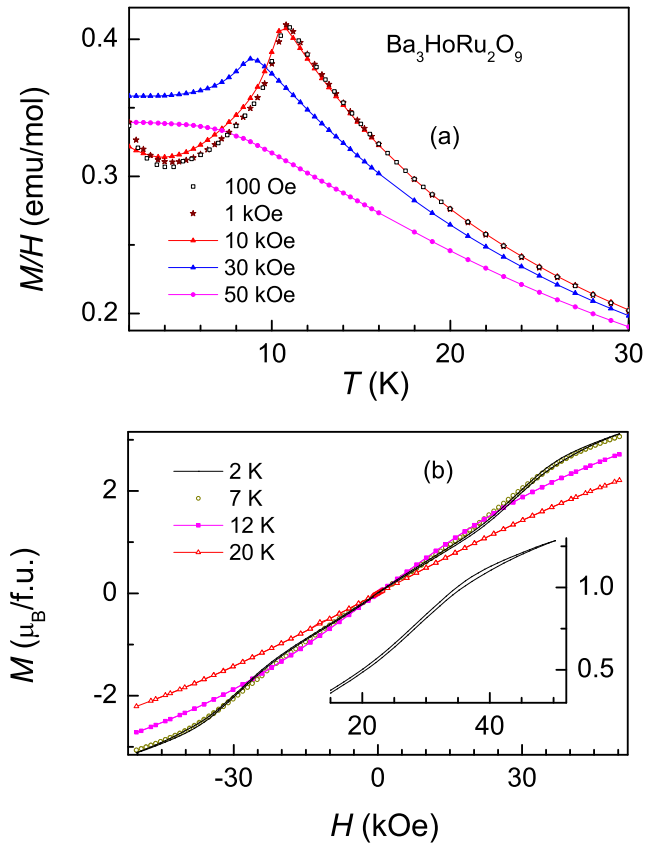 Ba3HoRu2O9
0.4
(a)
0.3
M/H (emu/mol)
100 Oe
1 kOe
10 kOe
30 kOe
50 kOe
0.2
10
20
30
T (K)
2 K
7 K
12 K
20 K
(b)
2
0
-2
M (μB/f.u.)
1.0
0.5
20
40
-30
0
30
H (kOe)